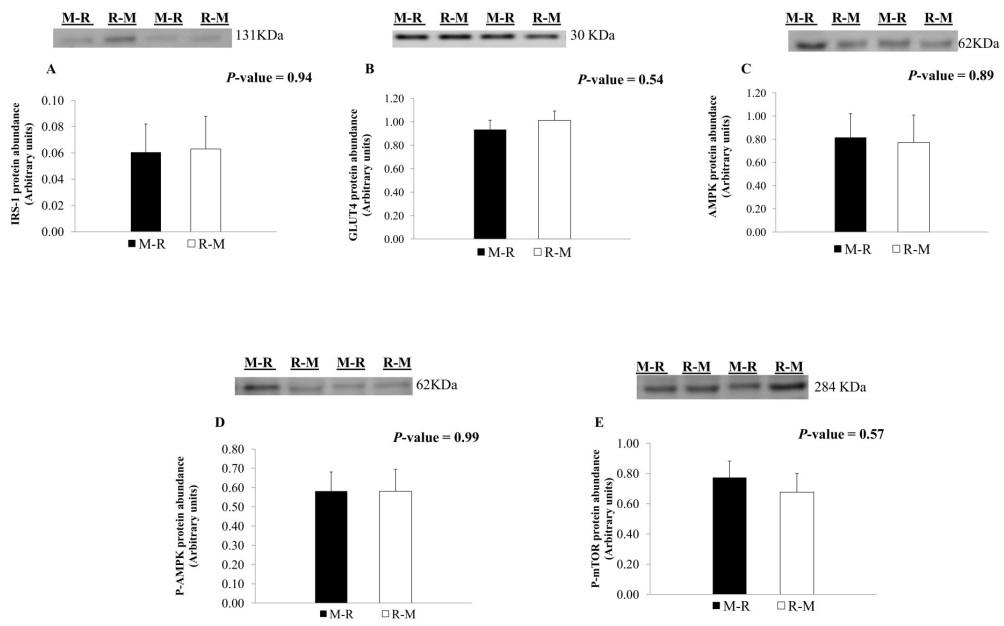 M-R R-M M-R R-M
131KDa
A
P-value = 0.94
IRS-1 protein abundance
(Arbitrary units)
0.10
0.08
0.06
0.04
0.02
0.00
M-R R-M
M-R R-M M-R R-M
30 KDa
B
P-value = 0.54
GLUT4 protein abundance
(Arbitrary units)
1.20
1.00
0.80
0.60
0.40
0.20
0.00
M-R R-M
M-R R-M M-R R-M
62KDa
C
P-value = 0.89
AMPK protein abundace
(Arbitrary units)
1.20
1.00
0.80
0.60
0.40
0.20
0.00
M-R R-M
M-R R-M M-R R-M
62KDa
D
P-value = 0.99
P-AMPK protein abundance
(Arbitrary units)
0.80
0.70
0.60
0.50
0.40
0.30
0.20
0.10
0.00
M-R R-M
M-R R-M M-R R-M
284 KDa
E
P-value = 0.57
P-mTOR protein abundance
(Arbitrary units)
1.00
0.80
0.60
0.40
0.20
0.00
M-R R-M